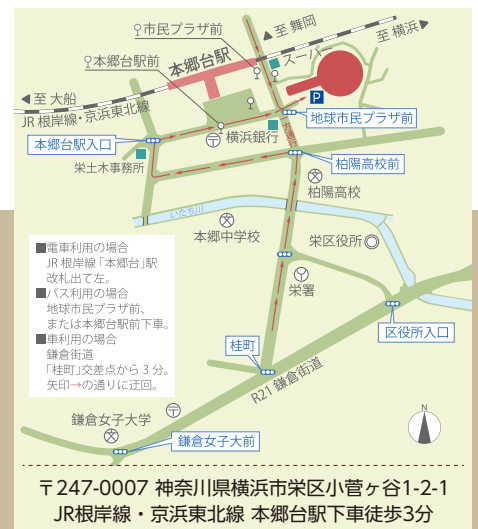 市民プラザ前
至 舞岡
至 横浜
スーパー
本郷台駅
本郷台駅前
P
至 大船
JR 根岸線・京浜東北線
地球市民プラザ前
横浜銀行
本郷台駅入口
柏陽高校前
栄土木事務所
柏陽高校
いたち川
本郷中学校
栄区役所
■電車利用の場合
JR 根岸線「本郷台」駅
改札出て左。
■バス利用の場合
地球市民プラザ前、
または本郷台駅前下車。
■車利用の場合
鎌倉街道
「桂町」交差点から 3 分。
矢印→の通りに迂回。
栄署
区役所入口
桂町
R21 鎌倉街道
鎌倉女子大学
鎌倉女子大前
N
〒247-0007 神奈川県横浜市栄区小菅ヶ谷1-2-1
JR根岸線・京浜東北線 本郷台駅下車徒歩3分